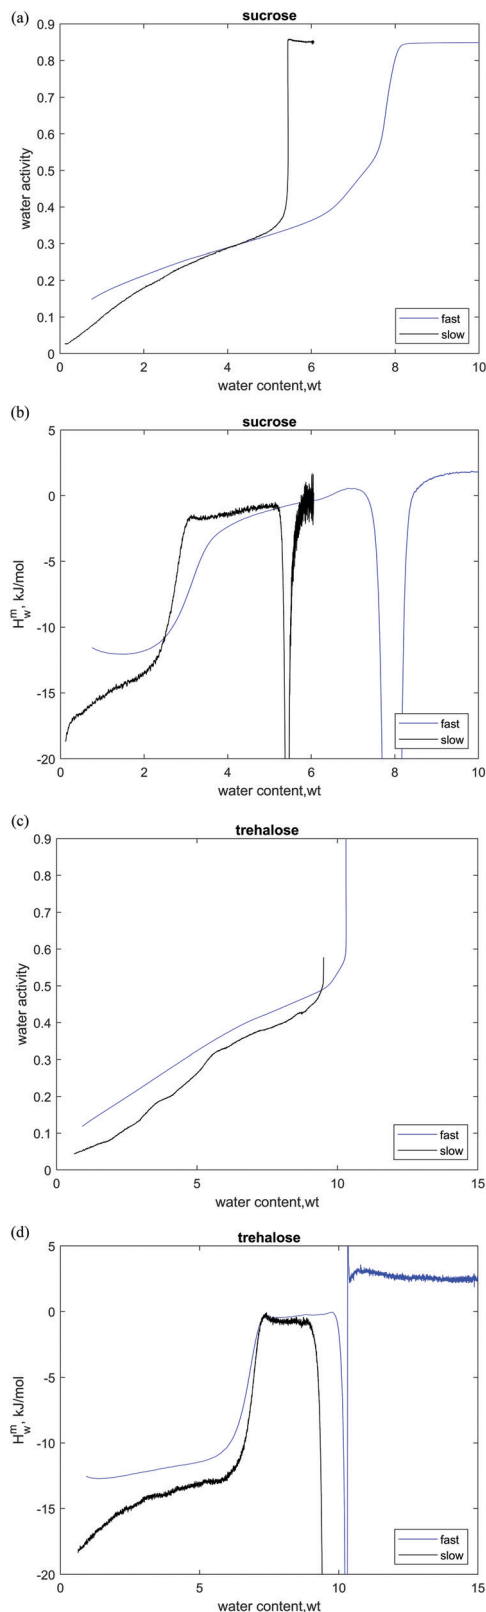 (a)
sucrose
0.9
0.8
0.7
0.6
0.5
0.4
0.3
0.2
0.1
0
water activity
0 2 4 6 8 10
water content,wt
fast
slow
(b)
sucrose
5
0
-5
-10
-15
-20
H_w^m, kJ/mol
0 2 4 6 8 10
water content,wt
fast
slow
(c)
trehalose
0.9
0.8
0.7
0.6
0.5
0.4
0.3
0.2
0.1
0
water activity
0 5 10 15
water content,wt
fast
slow
(d)
trehalose
5
0
-5
-10
-15
-20
H_w^m, kJ/mol
0 5 10 15
water content,wt
fast
slow